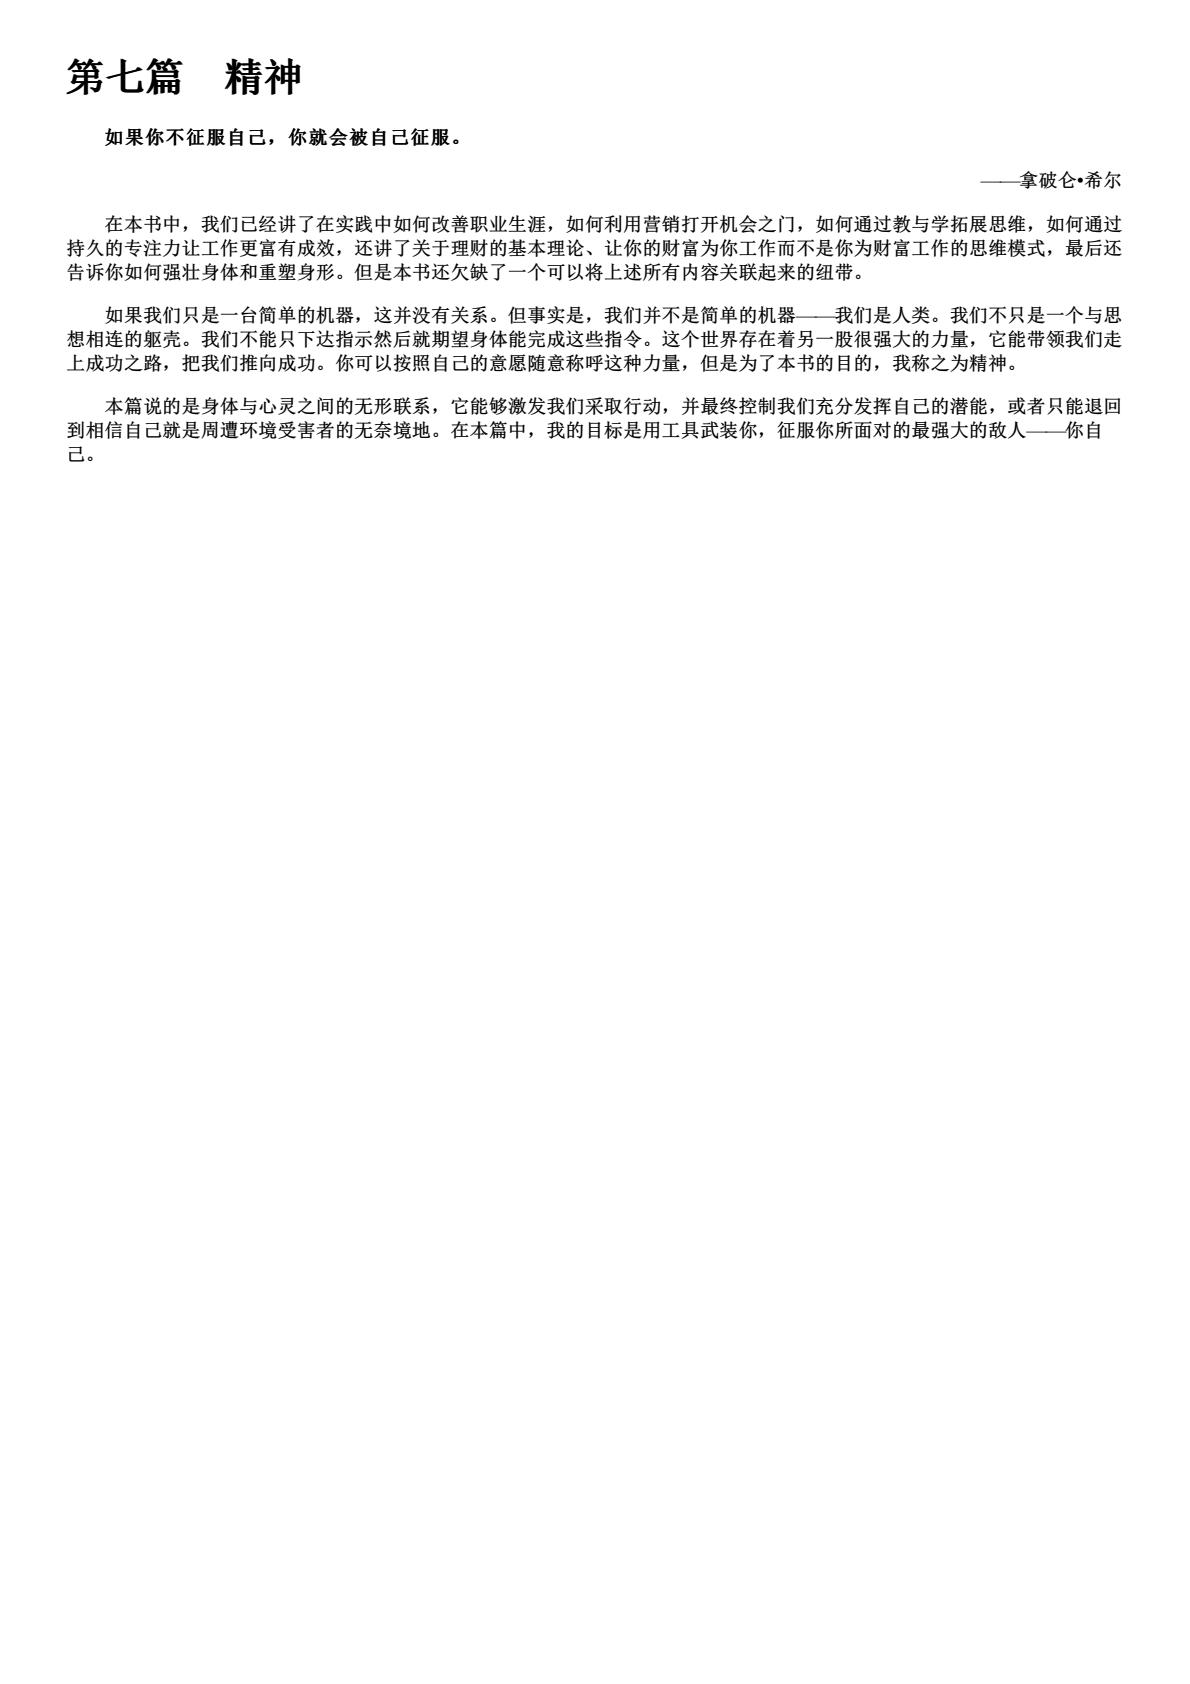 第七篇　精神
如果你不征服自己，你就会被自己征服。
——拿破仑•希尔
在本书中，我们已经讲了在实践中如何改善职业生涯，如何利用营销打开机会之门，如何通过教与学拓展思维，如何通过
持久的专注力让工作更富有成效，还讲了关于理财的基本理论、让你的财富为你工作而不是你为财富工作的思维模式，最后还
告诉你如何强壮身体和重塑身形。但是本书还欠缺了一个可以将上述所有内容关联起来的纽带。
如果我们只是一台简单的机器，这并没有关系。但事实是，我们并不是简单的机器——我们是人类。我们不只是一个与思
想相连的躯壳。我们不能只下达指示然后就期望身体能完成这些指令。这个世界存在着另一股很强大的力量，它能带领我们走
上成功之路，把我们推向成功。你可以按照自己的意愿随意称呼这种力量，但是为了本书的目的，我称之为精神。
本篇说的是身体与心灵之间的无形联系，它能够激发我们采取行动，并最终控制我们充分发挥自己的潜能，或者只能退回
到相信自己就是周遭环境受害者的无奈境地。在本篇中，我的目标是用工具武装你，征服你所面对的最强大的敌人——你自
己。